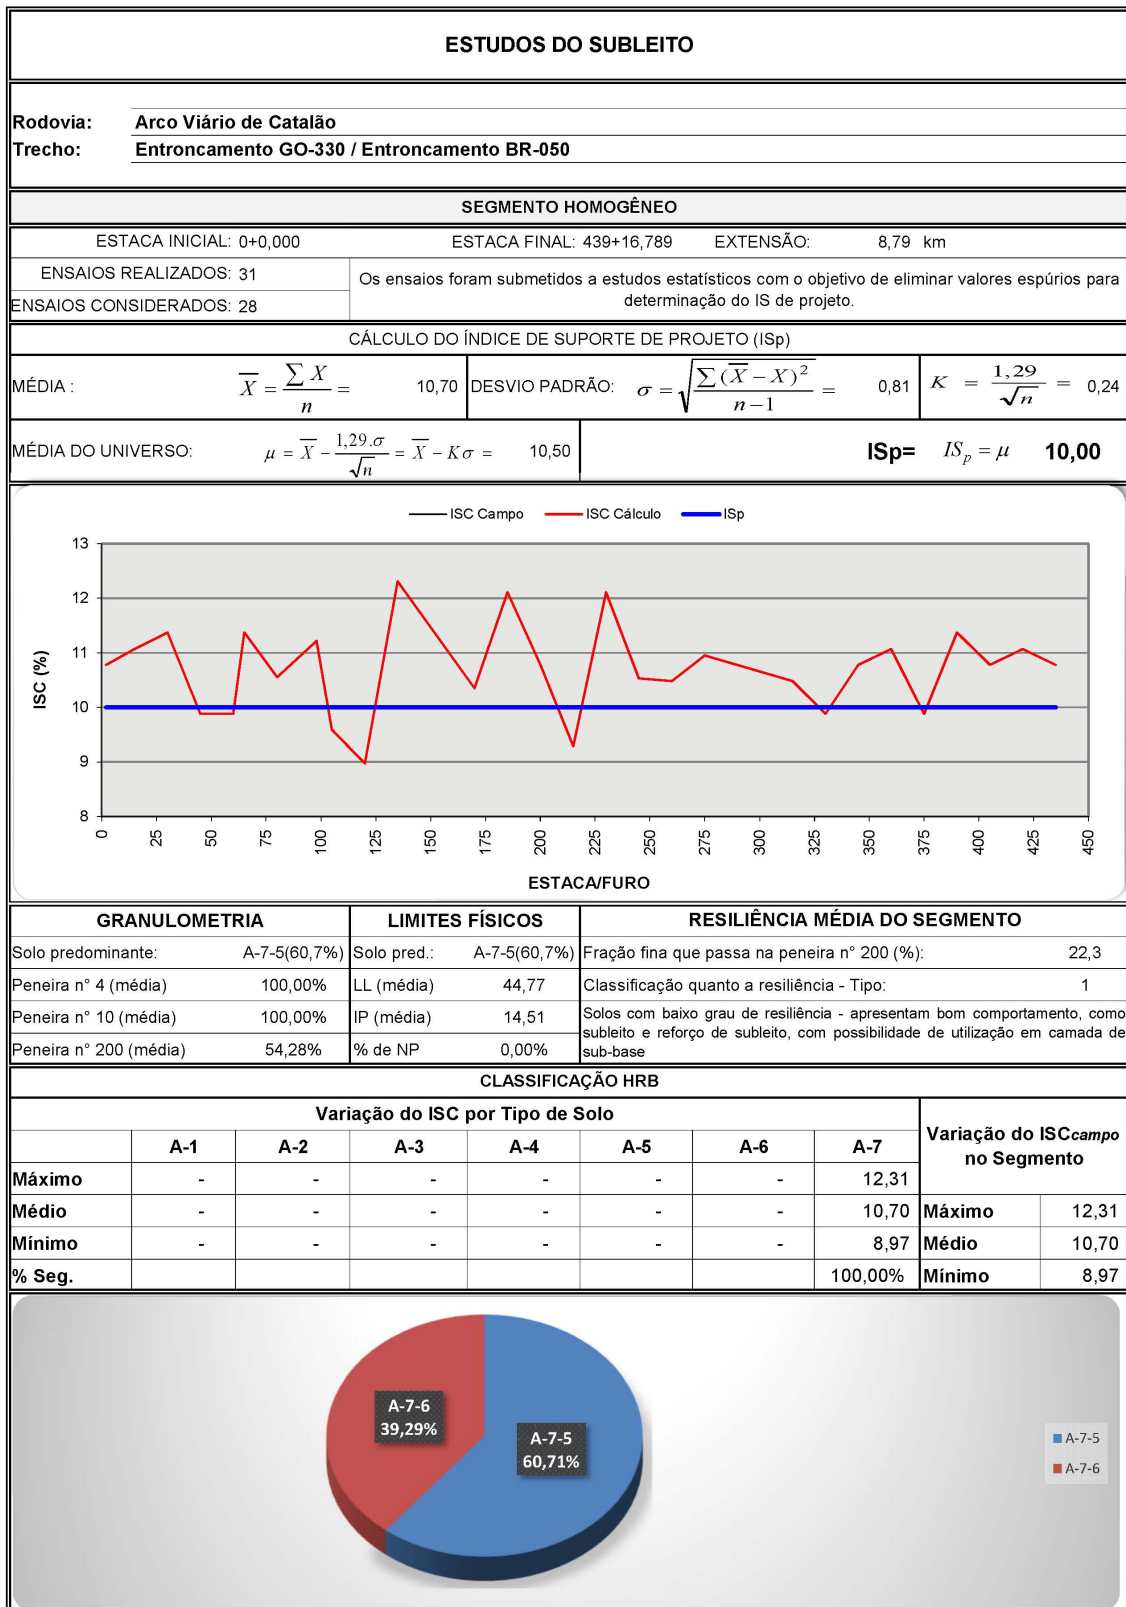 ESTUDOS DO SUBLEITO
Rodovia: Arco Viário de Catalão
Trecho: Entroncamento GO-330 / Entroncamento BR-050
SEGMENTO HOMOGÊNEO
ESTACA INICIAL: 0+0,000 ESTACA FINAL: 439+16,789 EXTENSÃO: 8,79 km
ENSAIOS REALIZADOS: 31
ENSAIOS CONSIDERADOS: 28
Os ensaios foram submetidos a estudos estatísticos com o objetivo de eliminar valores espúrios para
determinação do IS de projeto.
CÁLCULO DO ÍNDICE DE SUPORTE DE PROJETO (ISp)
MÉDIA : X̅ = ∑ X / n = 10,70 DESVIO PADRÃO: σ = √(∑ (X̅ − X)² / n − 1) = 0,81 K = 1,29 / √n = 0,24
MÉDIA DO UNIVERSO: μ = X̅ − 1,29.σ / √n = X̅ − Kσ = 10,50 ISp= IS_p = μ 10,00
ISC Campo ISC Cálculo ISp
13
12
11
10
9
8
ISC (%)
0 25 50 75 100 125 150 175 200 225 250 275 300 325 350 375 400 425 450
ESTACA/FURO
GRANULOMETRIA LIMITES FÍSICOS RESILIÊNCIA MÉDIA DO SEGMENTO
Solo predominante: A-7-5(60,7%) Solo pred.: A-7-5(60,7%) Fração fina que passa na peneira n° 200 (%): 22,3
Peneira n° 4 (média) 100,00% LL (média) 44,77 Classificação quanto a resiliência - Tipo: 1
Peneira n° 10 (média) 100,00% IP (média) 14,51
Peneira n° 200 (média) 54,28% % de NP 0,00%
Solos com baixo grau de resiliência - apresentam bom comportamento, como
subleito e reforço de subleito, com possibilidade de utilização em camada de
sub-base
CLASSIFICAÇÃO HRB
Variação do ISC por Tipo de Solo
Variação do ISCcampo
no Segmento
A-1 A-2 A-3 A-4 A-5 A-6 A-7
Máximo - - - - - - 12,31
Médio - - - - - - 10,70 Máximo 12,31
Mínimo - - - - - - 8,97 Médio 10,70
% Seg. 100,00% Mínimo 8,97
A-7-6
39,29%
A-7-5
60,71%
A-7-5
A-7-6